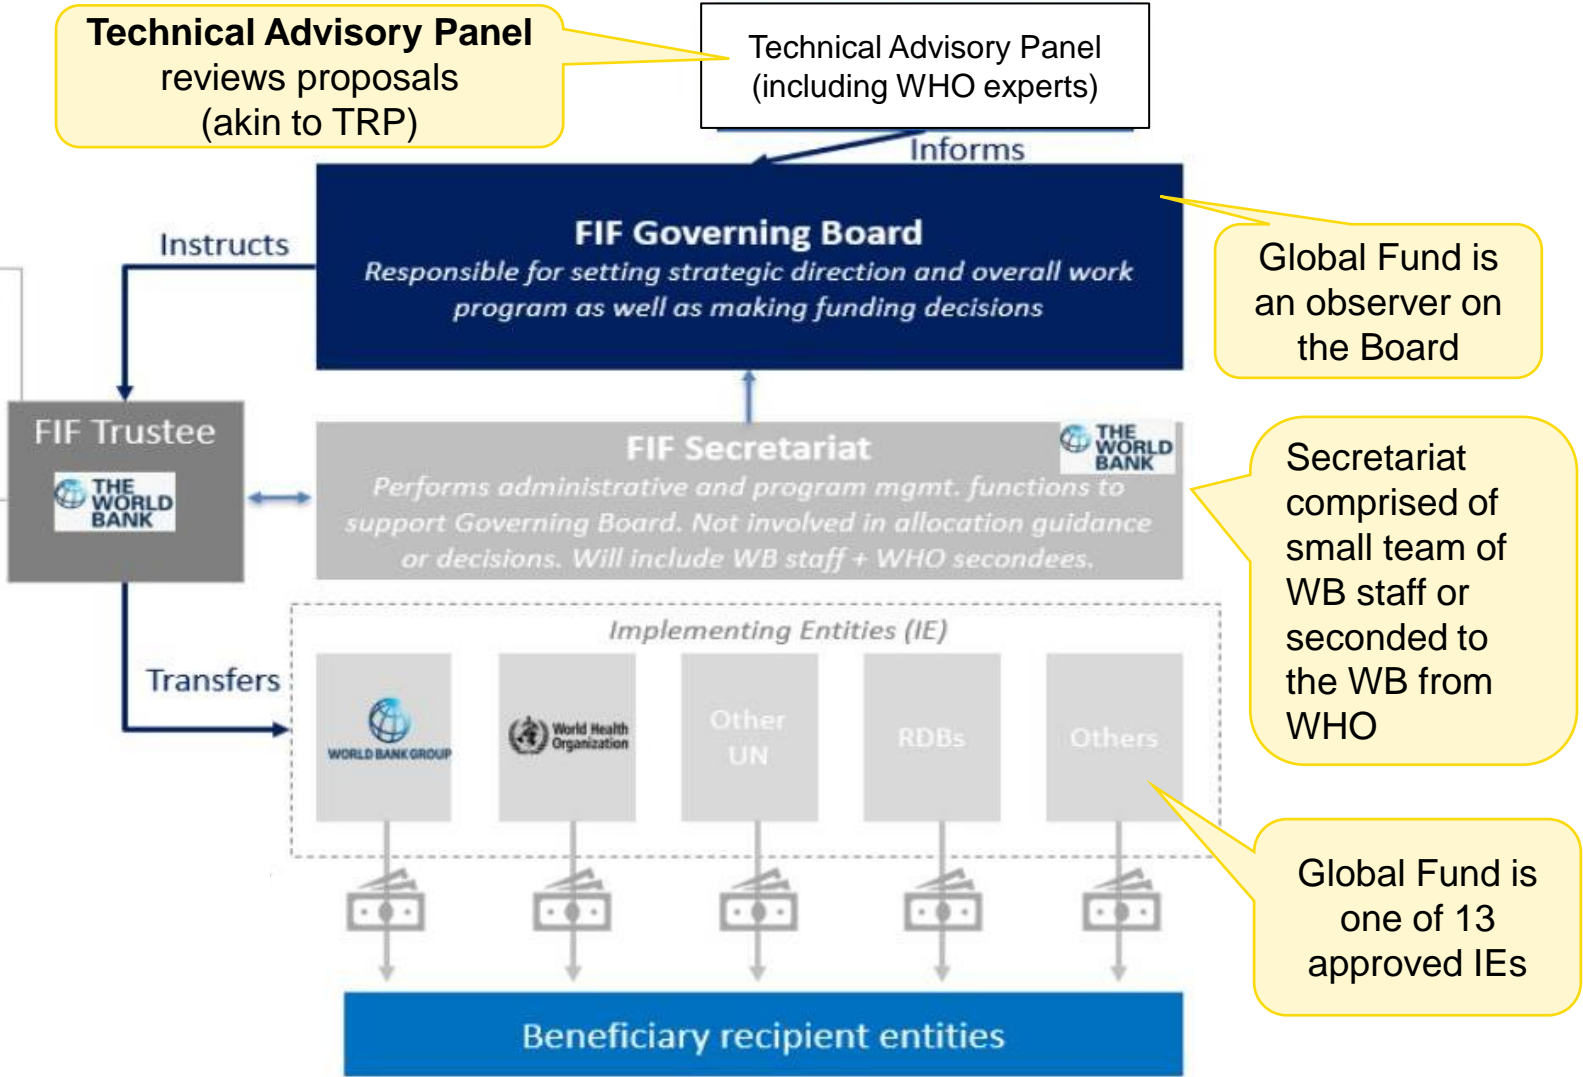 Technical Advisory Panel
reviews proposals
(akin to TRP)
Technical Advisory Panel
(including WHO experts)
Informs
Instructs
FIF Governing Board
Responsible for setting strategic direction and overall work
program as well as making funding decisions
Global Fund is
an observer on
the Board
FIF Trustee
THE
WORLD
BANK
FIF Secretariat
THE
WORLD
BANK
Performs administrative and program mgmt. functions to
support Governing Board. Not involved in allocation guidance
or decisions. Will include WB staff + WHO secondees.
Secretariat
comprised of
small team of
WB staff or
seconded to
the WB from
WHO
Transfers
Implementing Entities (IE)
WORLD BANK GROUP
World Health
Organization
Other
UN
RDBs
Others
Global Fund is
one of 13
approved IEs
Beneficiary recipient entities